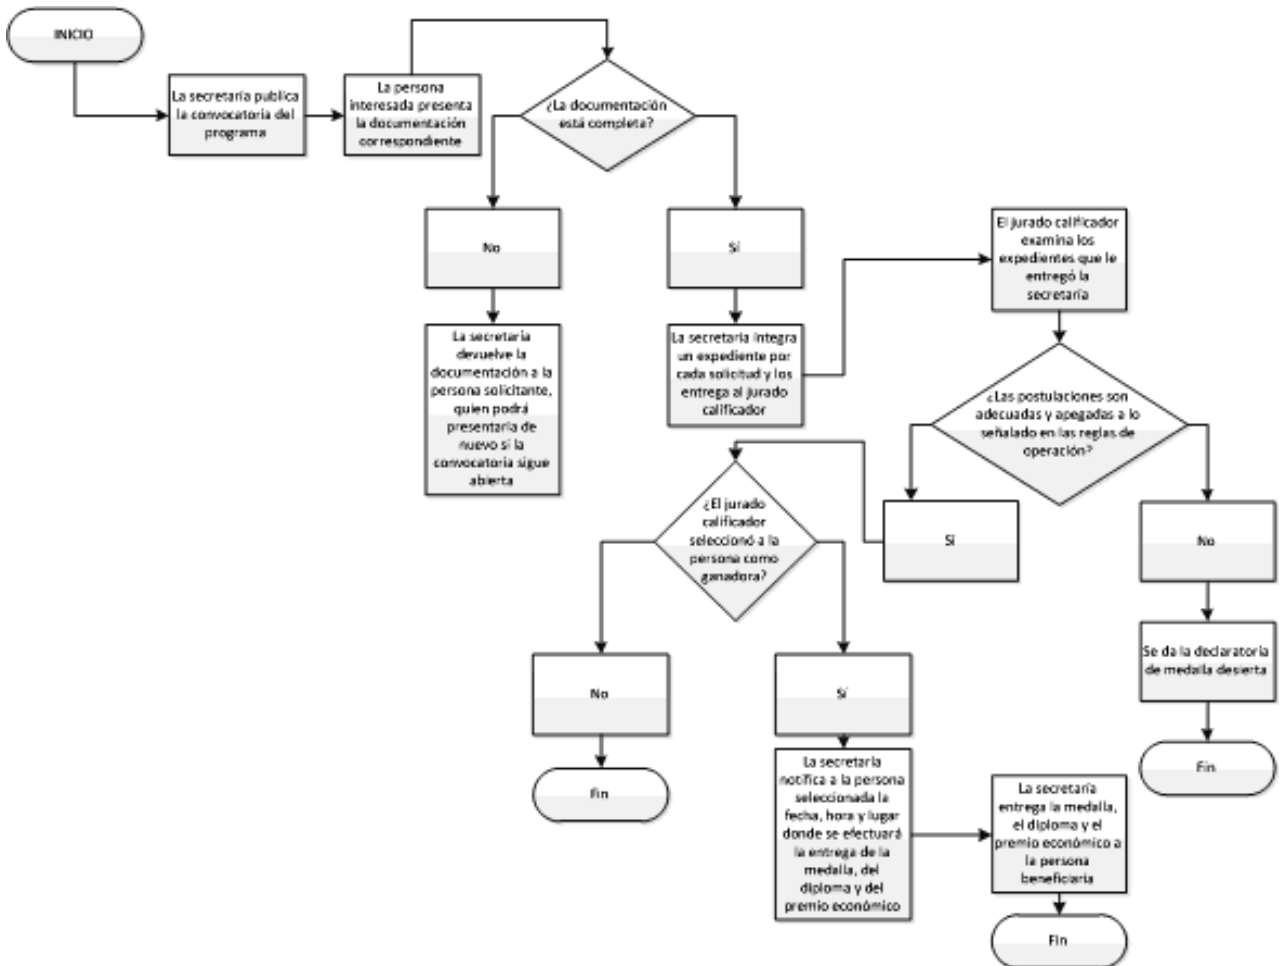 INICIO
La secretaría publica
la convocatoria del
programa
La persona
interesada presenta
la documentación
correspondiente
¿La documentación
está completa?
No
Sí
La secretaría
devuelve la
documentación a la
persona solicitante,
quien podrá
presentarla de
nuevo si la
convocatoria sigue
abierta
La secretaría integra
un expediente por
cada solicitud y los
entrega al jurado
calificador
El jurado calificador
examina los
expedientes que le
entregó la
secretaría
¿Las postulaciones son
adecuadas y apegadas a lo
señalado en las reglas de
operación?
Sí
No
Se da la declaratoria
de medalla desierta
Fin
¿El jurado
calificador
seleccionó a la
persona como
ganadora?
No
Fin
Sí
La secretaría
notifica a la persona
seleccionada la
fecha, hora y lugar
donde se efectuará
la entrega de la
medalla, del
diploma y del
premio económico
La secretaría
entrega la medalla,
el diploma y el
premio económico a
la persona
beneficiaria
Fin